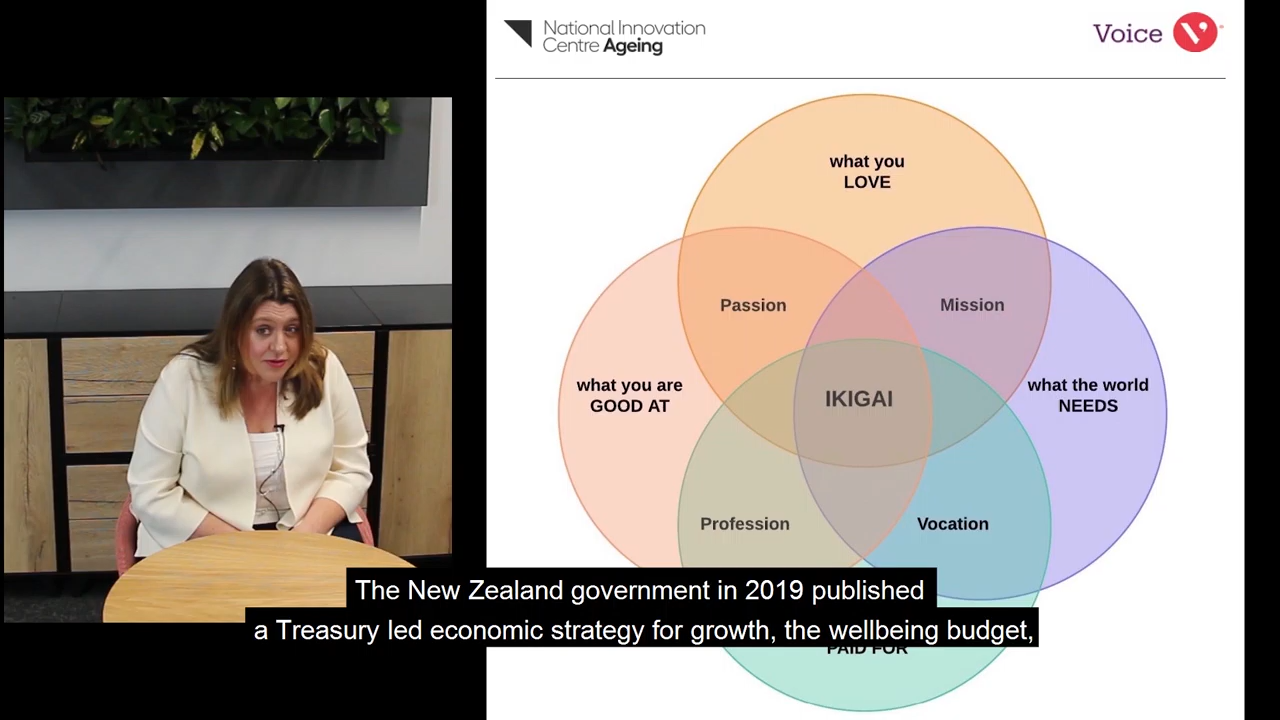 National Innovation
Centre Ageing
Voice
what you
LOVE
Passion
Mission
what you are
GOOD AT
IKIGAI
what the world
NEEDS
Profession
Vocation
The New Zealand government in 2019 published
a Treasury led economic strategy for growth, the wellbeing budget,
PAID FOR